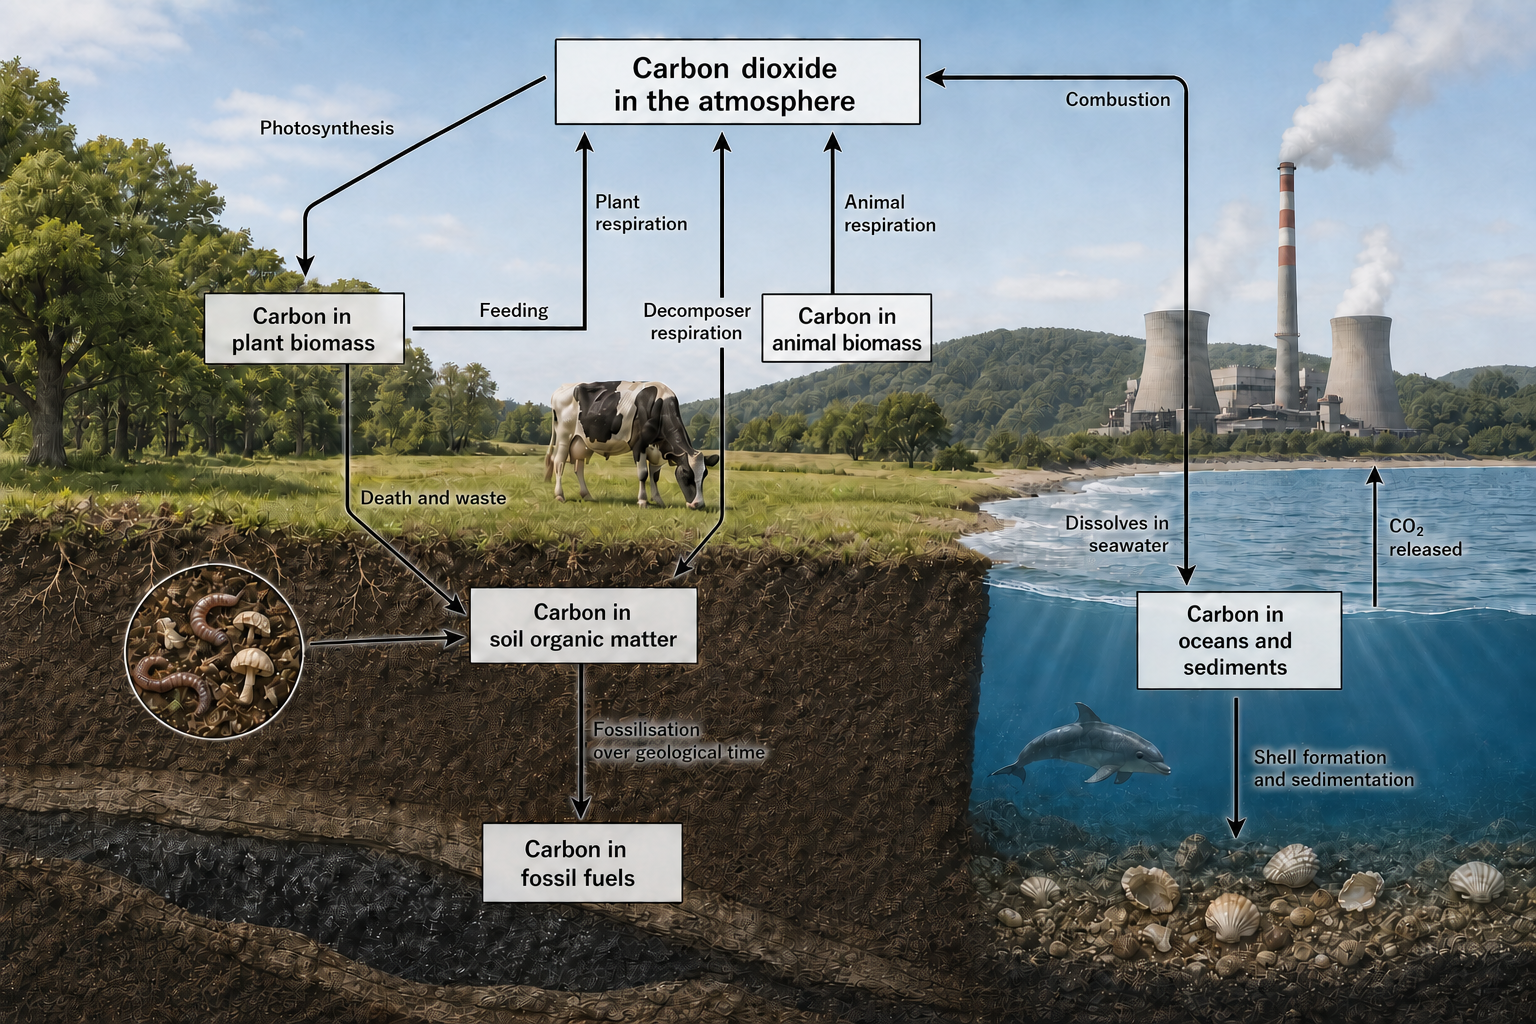 Carbon dioxide
in the atmosphere
Combustion
Photosynthesis
Plant
respiration
Animal
respiration
Carbon in
plant biomass
Feeding
Decomposer
respiration
Carbon in
animal biomass
Death and waste
Dissolves in
seawater
CO₂
released
Carbon in
soil organic matter
Carbon in
oceans and
sediments
Fossilisation
over geological time
Shell formation
and sedimentation
Carbon in
fossil fuels